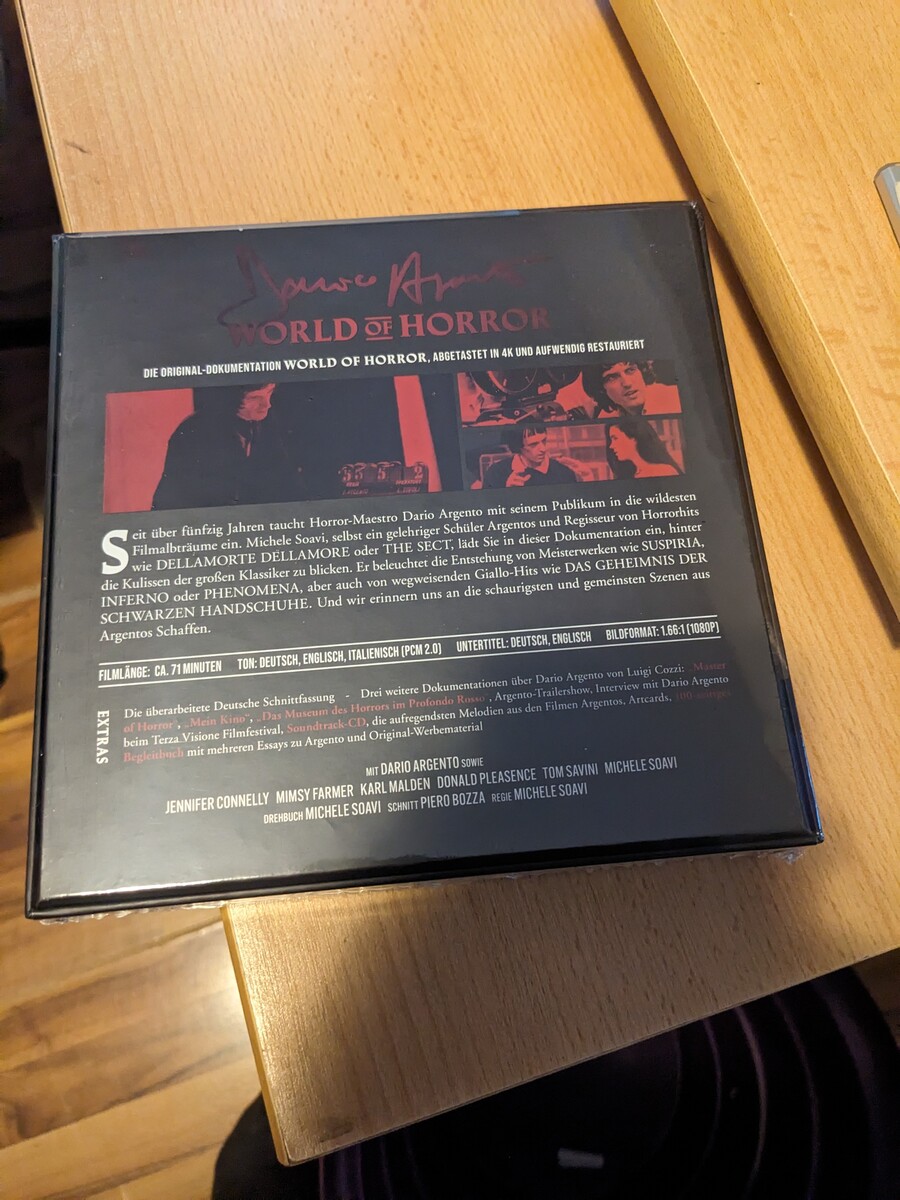 Dario Argento
WORLD OF HORROR
DIE ORIGINAL-DOKUMENTATION WORLD OF HORROR, ABGETASTET IN 4K UND AUFWENDIG RESTAURIERT
Seit über fünfzig Jahren taucht Horror-Maestro Dario Argento mit seinem Publikum in die wildesten
Filmalbträume ein. Michele Soavi, selbst ein gelehriger Schüler Argentos und Regisseur von Horrorhits
wie DELLAMORTE DELLAMORE oder THE SECT, lädt Sie in dieser Dokumentation ein, hinter
die Kulissen der großen Klassiker zu blicken. Er beleuchtet die Entstehung von Meisterwerken wie SUSPIRIA,
INFERNO oder PHENOMENA, aber auch von wegweisenden Giallo-Hits wie DAS GEHEIMNIS DER
SCHWARZEN HANDSCHUHE. Und wir erinnern uns an die schaurigsten und gemeinsten Szenen aus
Argentos Schaffen.
FILMLÄNGE: CA. 71 MINUTEN TON: DEUTSCH, ENGLISCH, ITALIENISCH (PCM 2.0) UNTERTITEL: DEUTSCH, ENGLISCH BILDFORMAT: 1.66:1 (1080P)
EXTRAS
Die überarbeitete Deutsche Schnittfassung - Drei weitere Dokumentationen über Dario Argento von Luigi Cozzi: „Master
of Horror", „Mein Kino", „Das Museum des Horrors im Profondo Rosso", Argento-Trailershow, Interview mit Dario Argento
beim Terza Visione Filmfestival, Soundtrack-CD, die aufregendsten Melodien aus den Filmen Argentos, Artcards,
Begleitbuch mit mehreren Essays zu Argento und Original-Werbematerial
MIT DARIO ARGENTO SOWIE
JENNIFER CONNELLY MIMSY FARMER KARL MALDEN DONALD PLEASENCE TOM SAVINI MICHELE SOAVI
DREHBUCH MICHELE SOAVI SCHNITT PIERO BOZZA REGIE MICHELE SOAVI